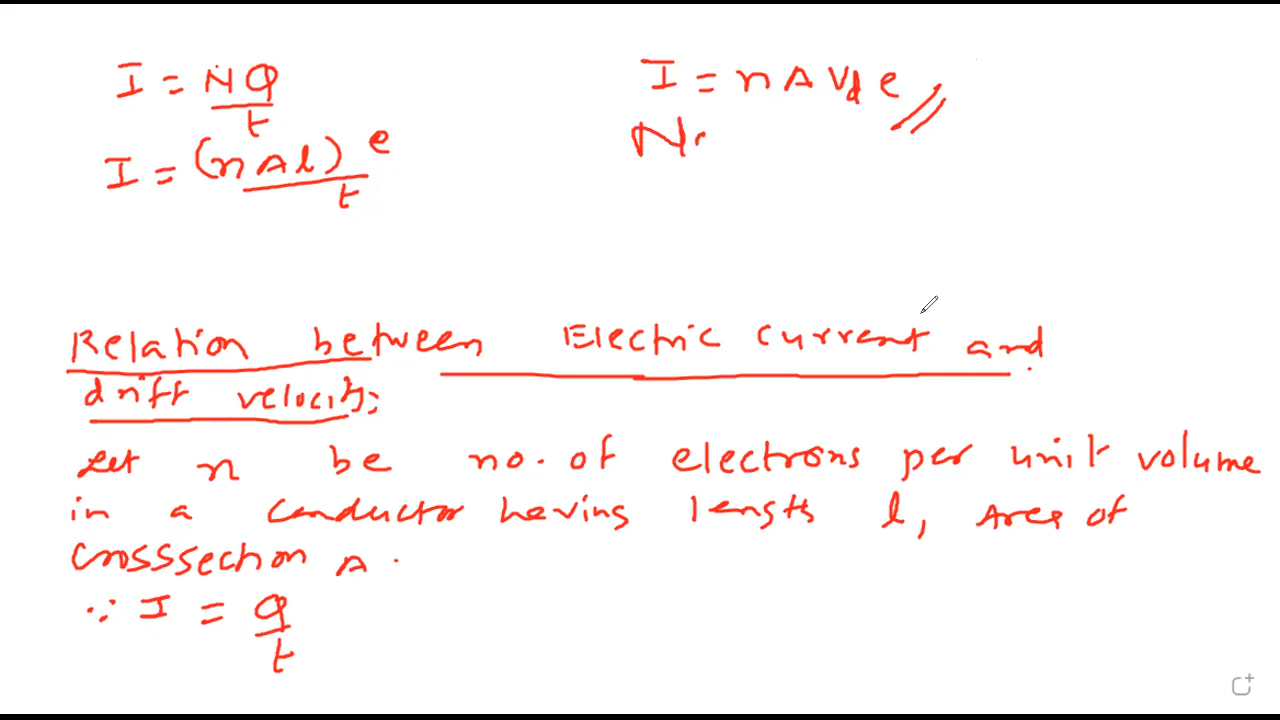 I = NQ/t
I = (nAl)e/t
I = nAVde
N
Relation between Electric current and
drift velocity:
Let n be no. of electrons per unit volume
in a conductor having length l, Area of
crosssection A.
∵ I = Q/t